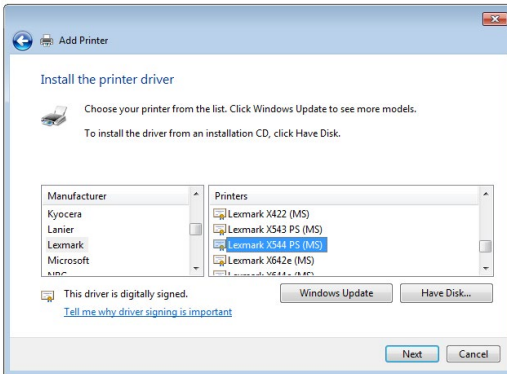 Add Printer
Install the printer driver
Choose your printer from the list. Click Windows Update to see more models.
To install the driver from an installation CD, click Have Disk.
Manufacturer
Kyocera
Lanier
Lexmark
Microsoft
Printers
Lexmark X422 (MS)
Lexmark X543 PS (MS)
Lexmark X544 PS (MS)
Lexmark X642e (MS)
This driver is digitally signed.
Tell me why driver signing is important
Windows Update
Have Disk...
Next
Cancel